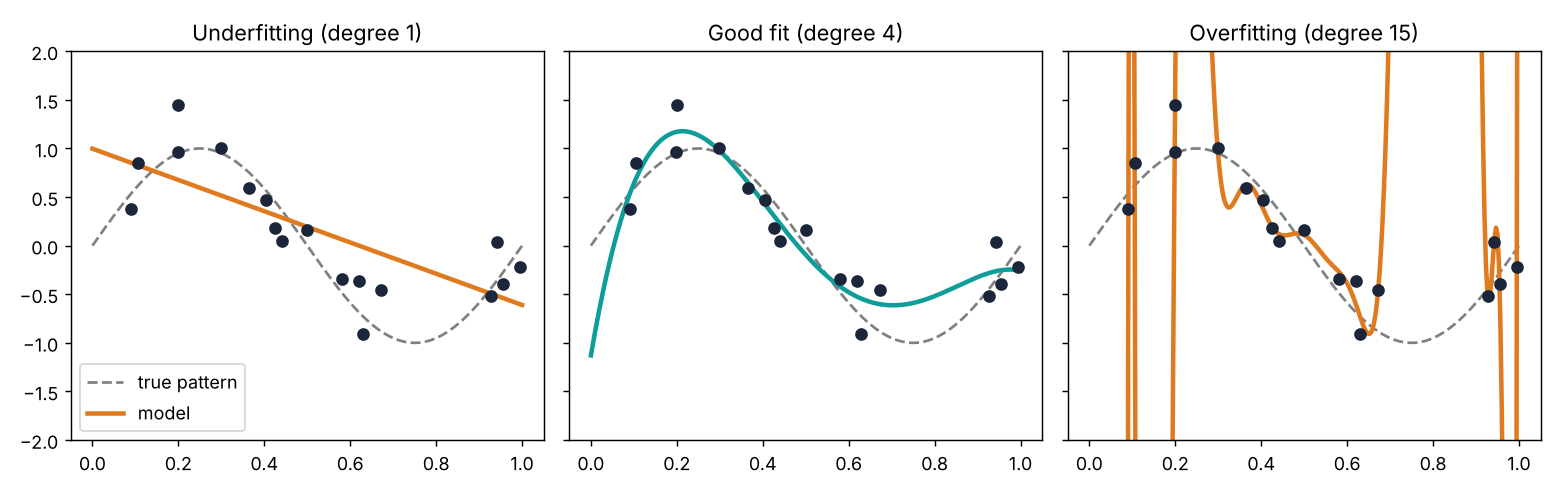 Underfitting (degree 1)
Good fit (degree 4)
Overfitting (degree 15)
2.0
1.5
1.0
0.5
0.0
−0.5
−1.0
−1.5
−2.0
true pattern
model
0.0 0.2 0.4 0.6 0.8 1.0
0.0 0.2 0.4 0.6 0.8 1.0
0.0 0.2 0.4 0.6 0.8 1.0